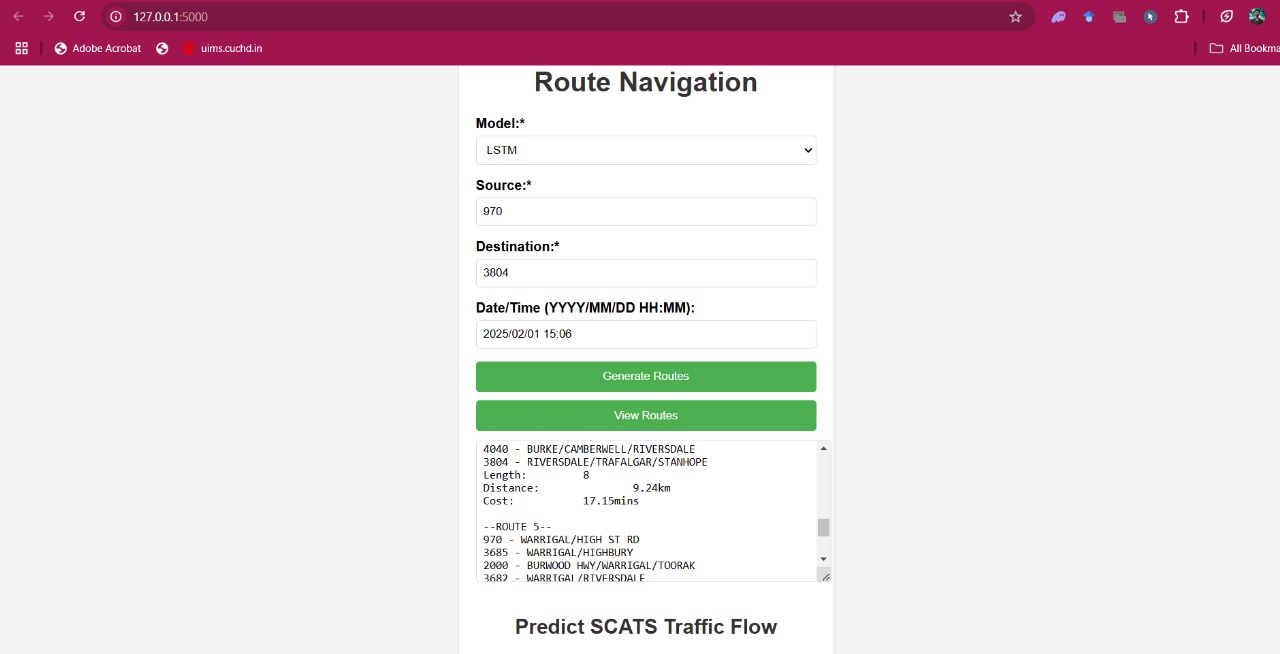 127.0.0.1:5000
Adobe Acrobat
uims.cuchd.in
All Bookma
Route Navigation
Model:*
LSTM
Source:*
970
Destination:*
3804
Date/Time (YYYY/MM/DD HH:MM):
2025/02/01 15:06
Generate Routes
View Routes
4040 - BURKE/CAMBERWELL/RIVERSDALE
3804 - RIVERSDALE/TRAFALGAR/STANHOPE
Length: 8
Distance: 9.24km
Cost: 17.15mins
--ROUTE 5--
970 - WARRIGAL/HIGH ST RD
3685 - WARRIGAL/HIGHBURY
2000 - BURWOOD HWY/WARRIGAL/TOORAK
3682 - WARRIGAL/RIVERSDALE
Predict SCATS Traffic Flow